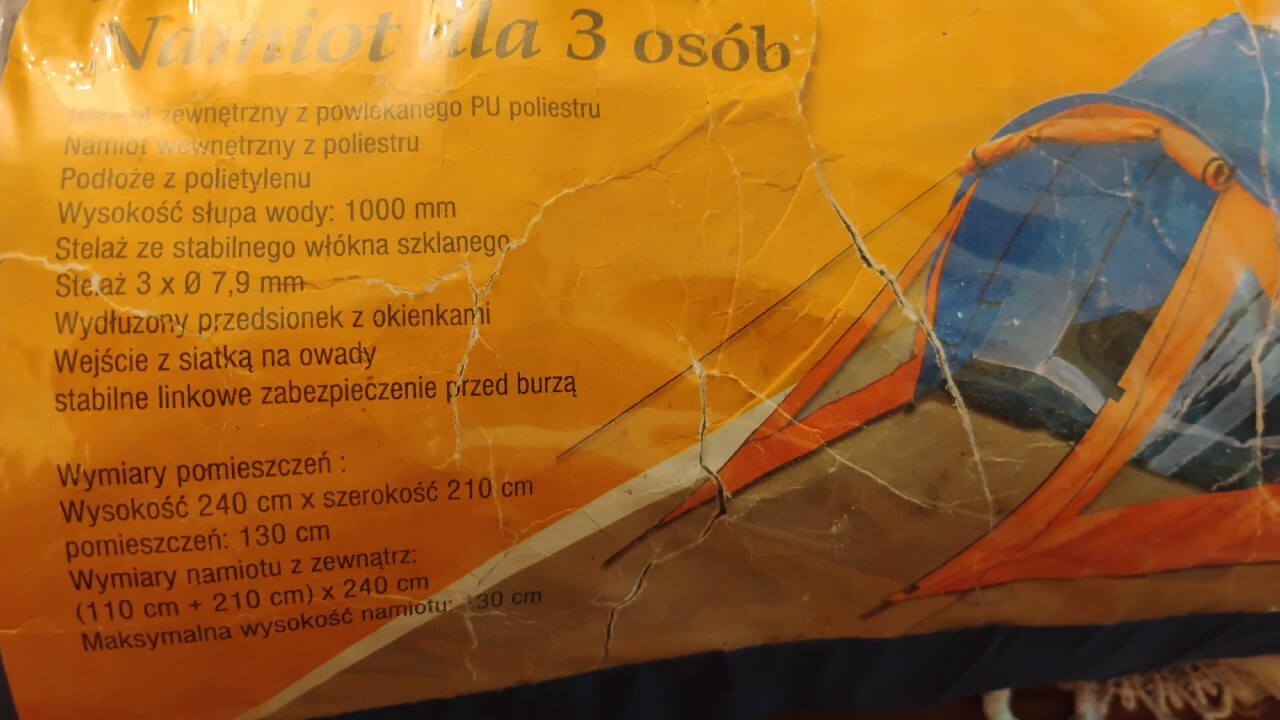 Namiot dla 3 osób
Namiot zewnętrzny z powlekanego PU poliestru
Namiot wewnętrzny z poliestru
Podłoże z polietylenu
Wysokość słupa wody: 1000 mm
Stelaż ze stabilnego włókna szklanego
Stelaż 3 x Ø 7,9 mm
Wydłuzony przedsionek z okienkami
Wejście z siatką na owady
stabilne linkowe zabezpieczenie przed burzą
Wymiary pomieszczeń :
Wysokość 240 cm x szerokość 210 cm
pomieszczeń: 130 cm
Wymiary namiotu z zewnątrz:
(110 cm + 210 cm) x 240 cm
Maksymalna wysokość namiotu: 130 cm